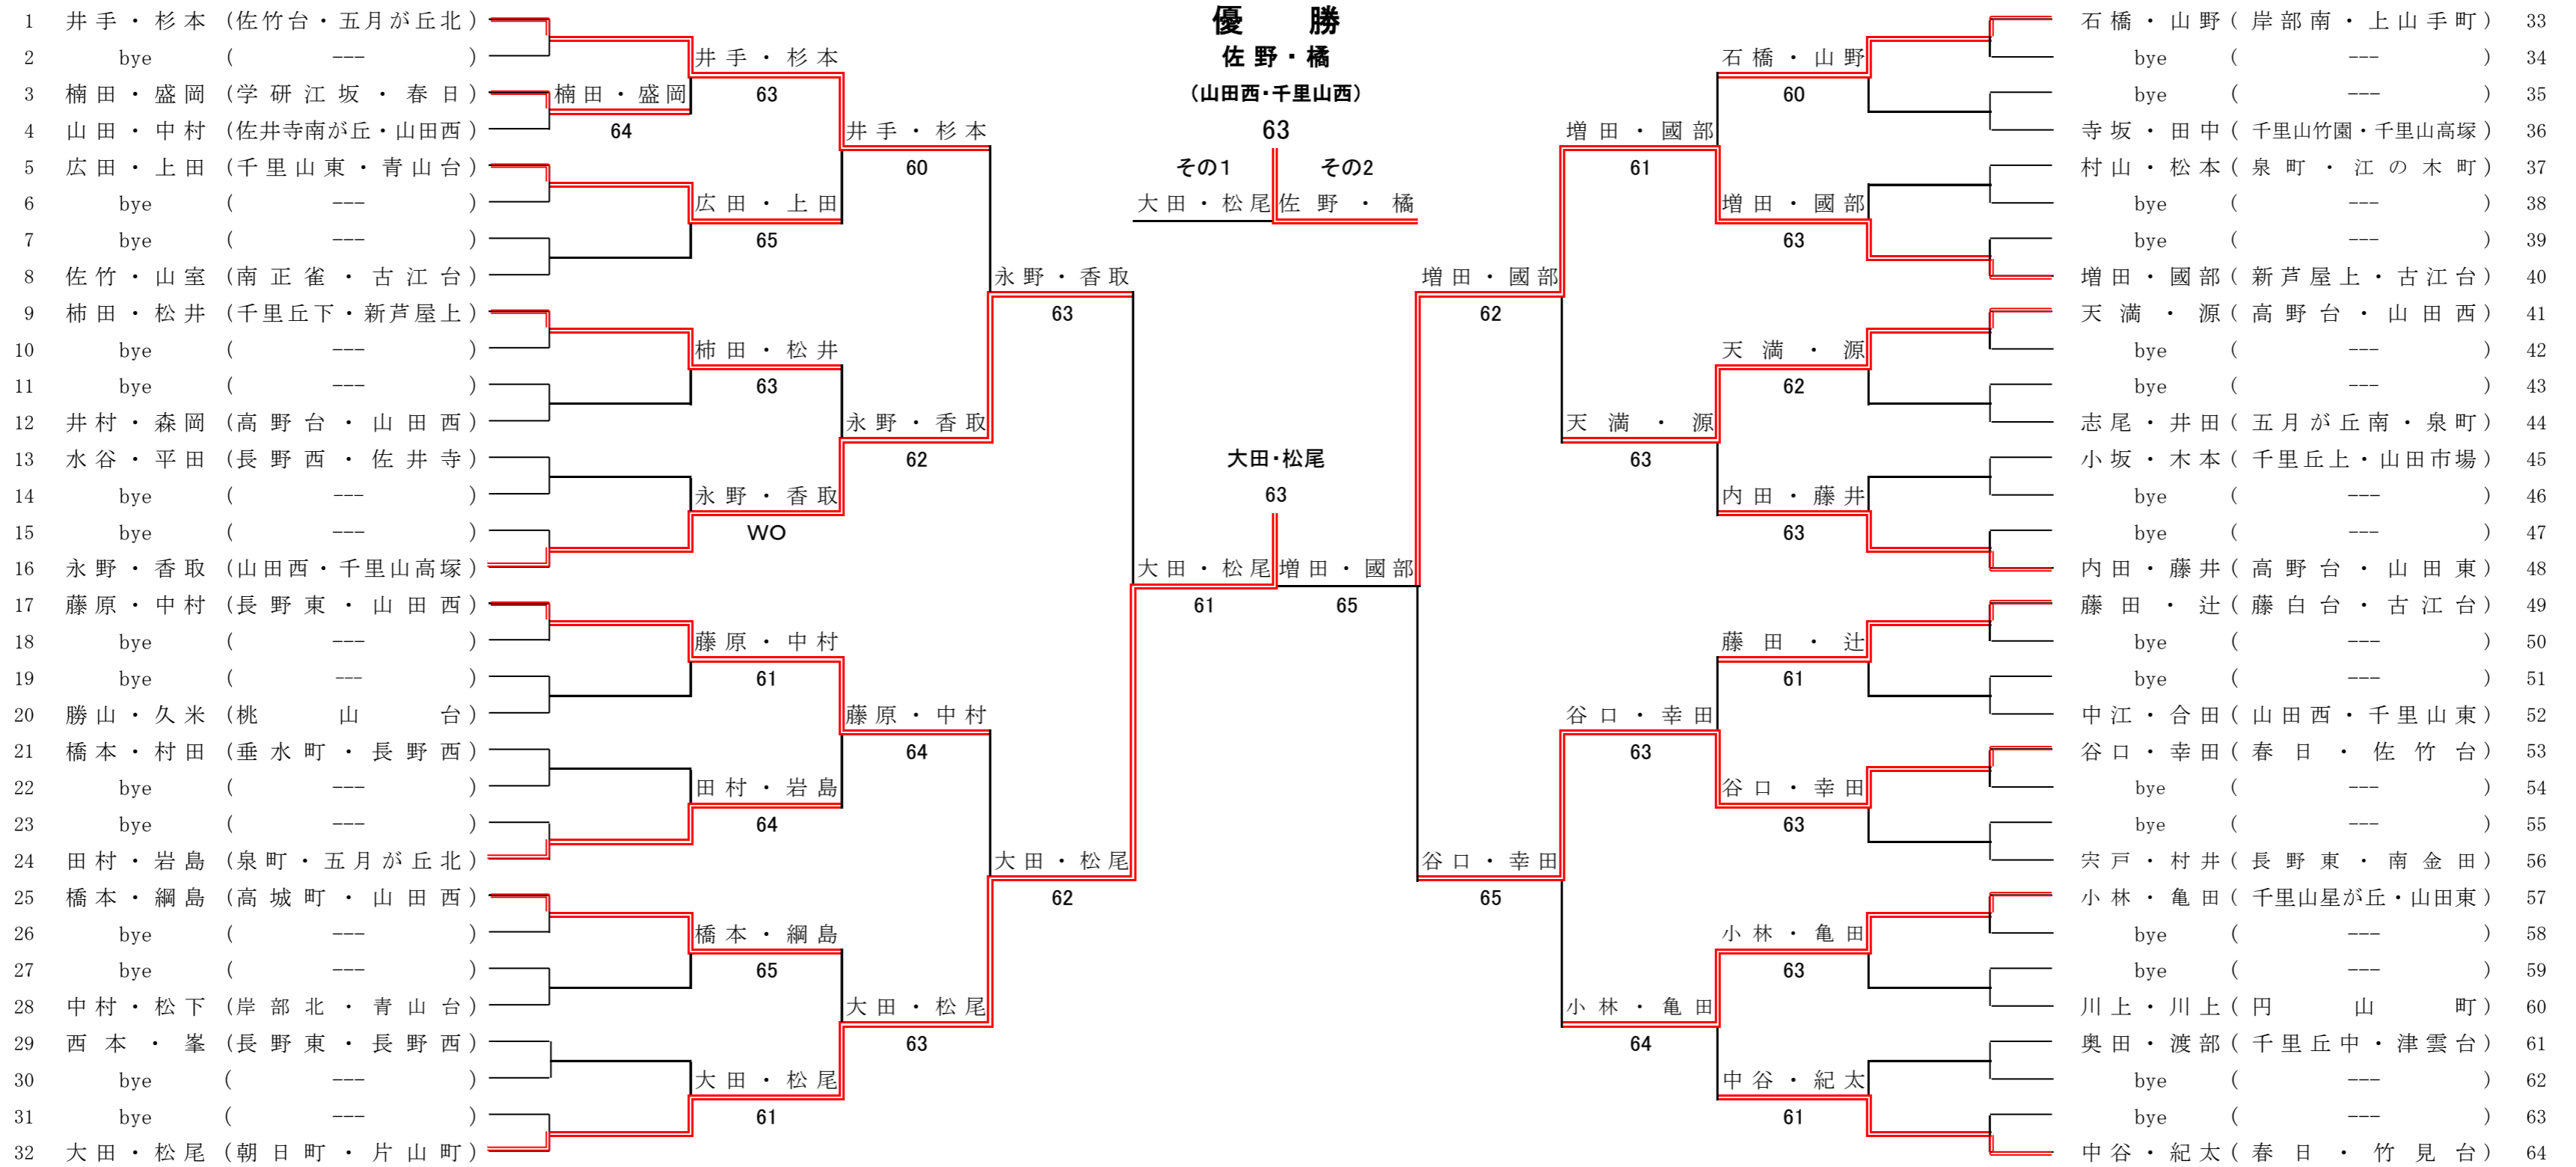 優　勝
佐野・橘
(山田西・千里山西)
63
その1 その2
大田・松尾 佐野・橘
1 井手・杉本 (佐竹台・五月が丘北)
2 bye ( --- )
3 楠田・盛岡 (学研江坂・春日)
4 山田・中村 (佐井寺南が丘・山田西)
5 広田・上田 (千里山東・青山台)
6 bye ( --- )
7 bye ( --- )
8 佐竹・山室 (南正雀・古江台)
9 柿田・松井 (千里丘下・新芦屋上)
10 bye ( --- )
11 bye ( --- )
12 井村・森岡 (高野台・山田西)
13 水谷・平田 (長野西・佐井寺)
14 bye ( --- )
15 bye ( --- )
16 永野・香取 (山田西・千里山高塚)
17 藤原・中村 (長野東・山田西)
18 bye ( --- )
19 bye ( --- )
20 勝山・久米 (桃山台)
21 橋本・村田 (垂水町・長野西)
22 bye ( --- )
23 bye ( --- )
24 田村・岩島 (泉町・五月が丘北)
25 橋本・綱島 (高城町・山田西)
26 bye ( --- )
27 bye ( --- )
28 中村・松下 (岸部北・青山台)
29 西本・峯 (長野東・長野西)
30 bye ( --- )
31 bye ( --- )
32 大田・松尾 (朝日町・片山町)
楠田・盛岡
64
井手・杉本
63
広田・上田
65
柿田・松井
63
永野・香取
WO
藤原・中村
61
田村・岩島
64
橋本・綱島
65
大田・松尾
61
井手・杉本
60
永野・香取
62
藤原・中村
64
大田・松尾
63
永野・香取
63
大田・松尾
62
大田・松尾
63
大田・松尾 増田・國部
61 65
増田・國部
62
谷口・幸田
65
増田・國部
61
天満・源
63
谷口・幸田
63
小林・亀田
64
石橋・山野
60
増田・國部
63
天満・源
62
内田・藤井
63
藤田・辻
61
谷口・幸田
63
小林・亀田
63
中谷・紀太
61
石橋・山野 (岸部南・上山手町) 33
bye ( --- ) 34
bye ( --- ) 35
寺坂・田中 (千里山竹園・千里山高塚) 36
村山・松本 (泉町・江の木町) 37
bye ( --- ) 38
bye ( --- ) 39
増田・國部 (新芦屋上・古江台) 40
天満・源 (高野台・山田西) 41
bye ( --- ) 42
bye ( --- ) 43
志尾・井田 (五月が丘南・泉町) 44
小坂・木本 (千里丘上・山田市場) 45
bye ( --- ) 46
bye ( --- ) 47
内田・藤井 (高野台・山田東) 48
藤田・辻 (藤白台・古江台) 49
bye ( --- ) 50
bye ( --- ) 51
中江・合田 (山田西・千里山東) 52
谷口・幸田 (春日・佐竹台) 53
bye ( --- ) 54
bye ( --- ) 55
宍戸・村井 (長野東・南金田) 56
小林・亀田 (千里山星が丘・山田東) 57
bye ( --- ) 58
bye ( --- ) 59
川上・川上 (円山町) 60
奥田・渡部 (千里丘中・津雲台) 61
bye ( --- ) 62
bye ( --- ) 63
中谷・紀太 (春日・竹見台) 64